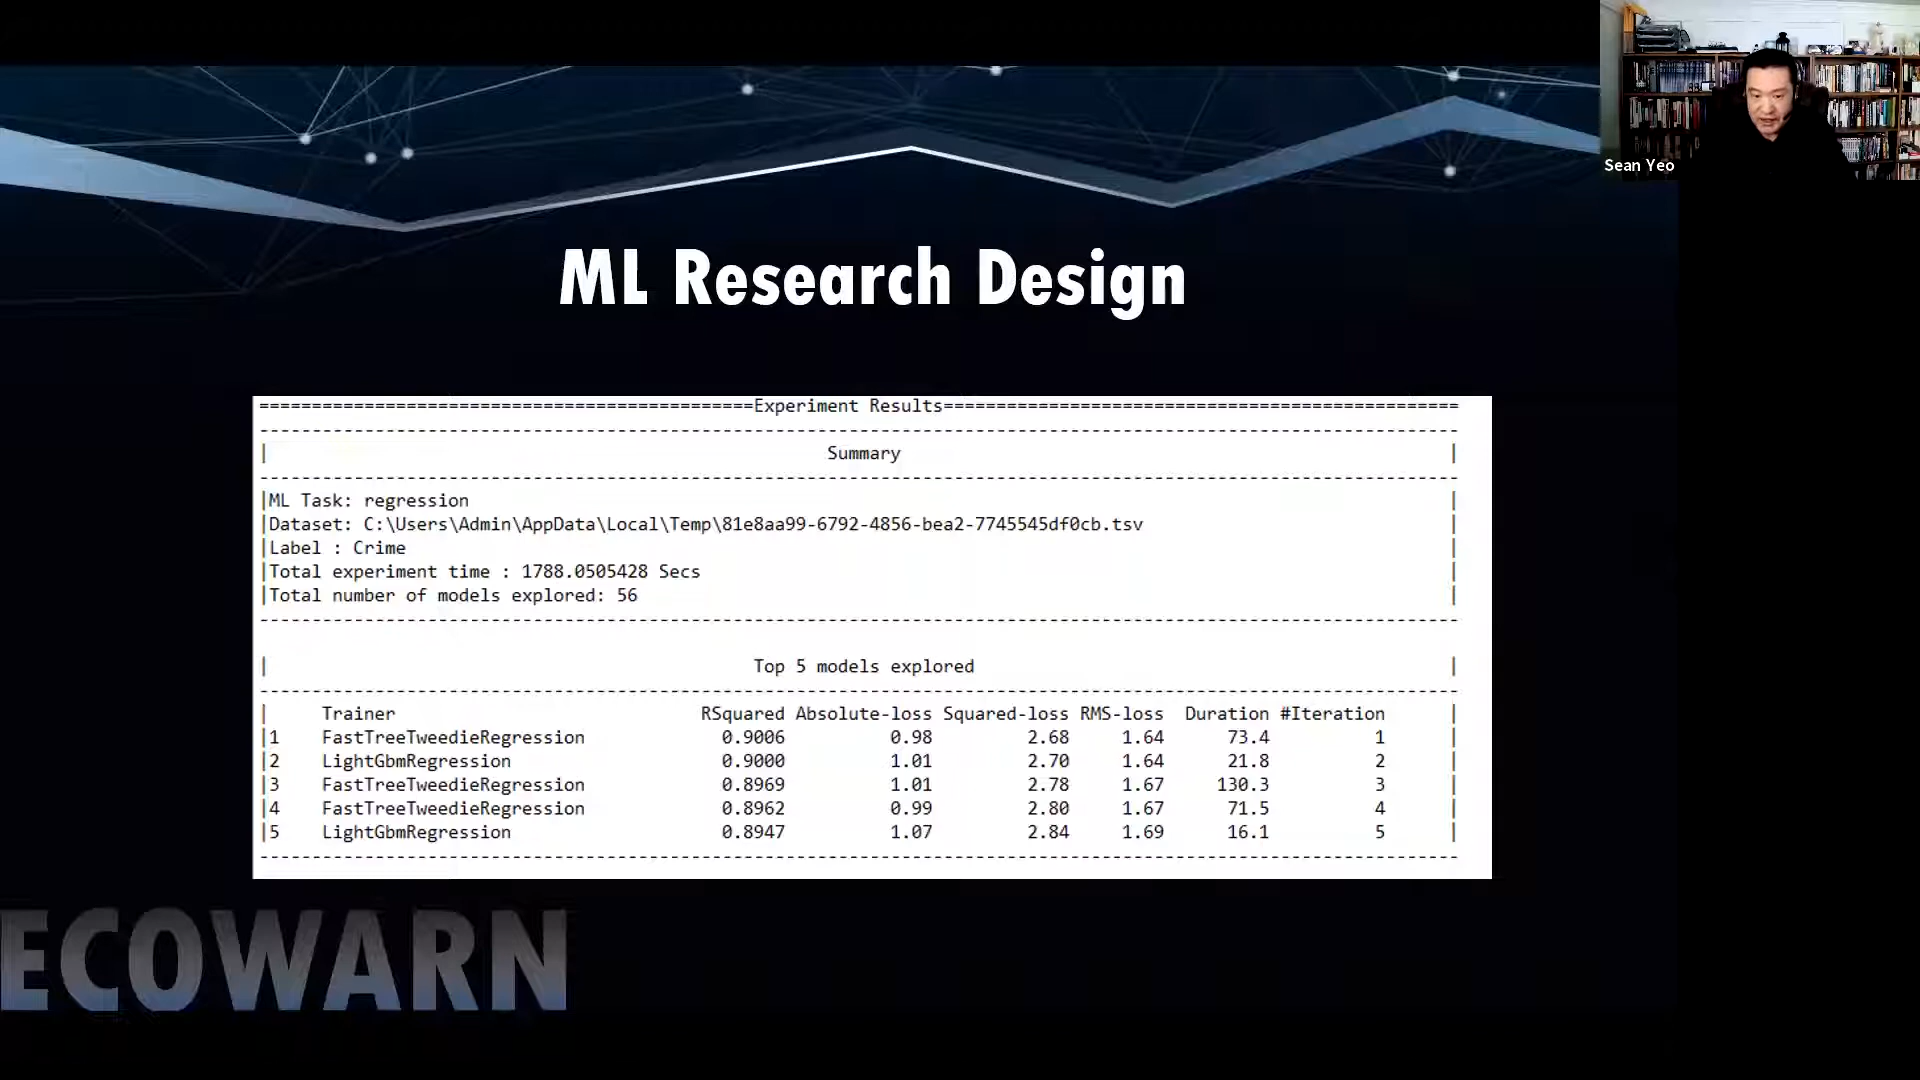 Sean Yeo
ML Research Design
===============================================Experiment Results=================================================
------------------------------------------------------------------------------------------------------------------
| Summary |
------------------------------------------------------------------------------------------------------------------
|ML Task: regression |
|Dataset: C:\Users\Admin\AppData\Local\Temp\81e8aa99-6792-4856-bea2-7745545df0cb.tsv |
|Label : Crime |
|Total experiment time : 1788.0505428 Secs |
|Total number of models explored: 56 |
------------------------------------------------------------------------------------------------------------------
| Top 5 models explored |
------------------------------------------------------------------------------------------------------------------
| Trainer RSquared Absolute-loss Squared-loss RMS-loss Duration #Iteration |
|1 FastTreeTweedieRegression 0.9006 0.98 2.68 1.64 73.4 1 |
|2 LightGbmRegression 0.9000 1.01 2.70 1.64 21.8 2 |
|3 FastTreeTweedieRegression 0.8969 1.01 2.78 1.67 130.3 3 |
|4 FastTreeTweedieRegression 0.8962 0.99 2.80 1.67 71.5 4 |
|5 LightGbmRegression 0.8947 1.07 2.84 1.69 16.1 5 |
------------------------------------------------------------------------------------------------------------------
ECOWARN